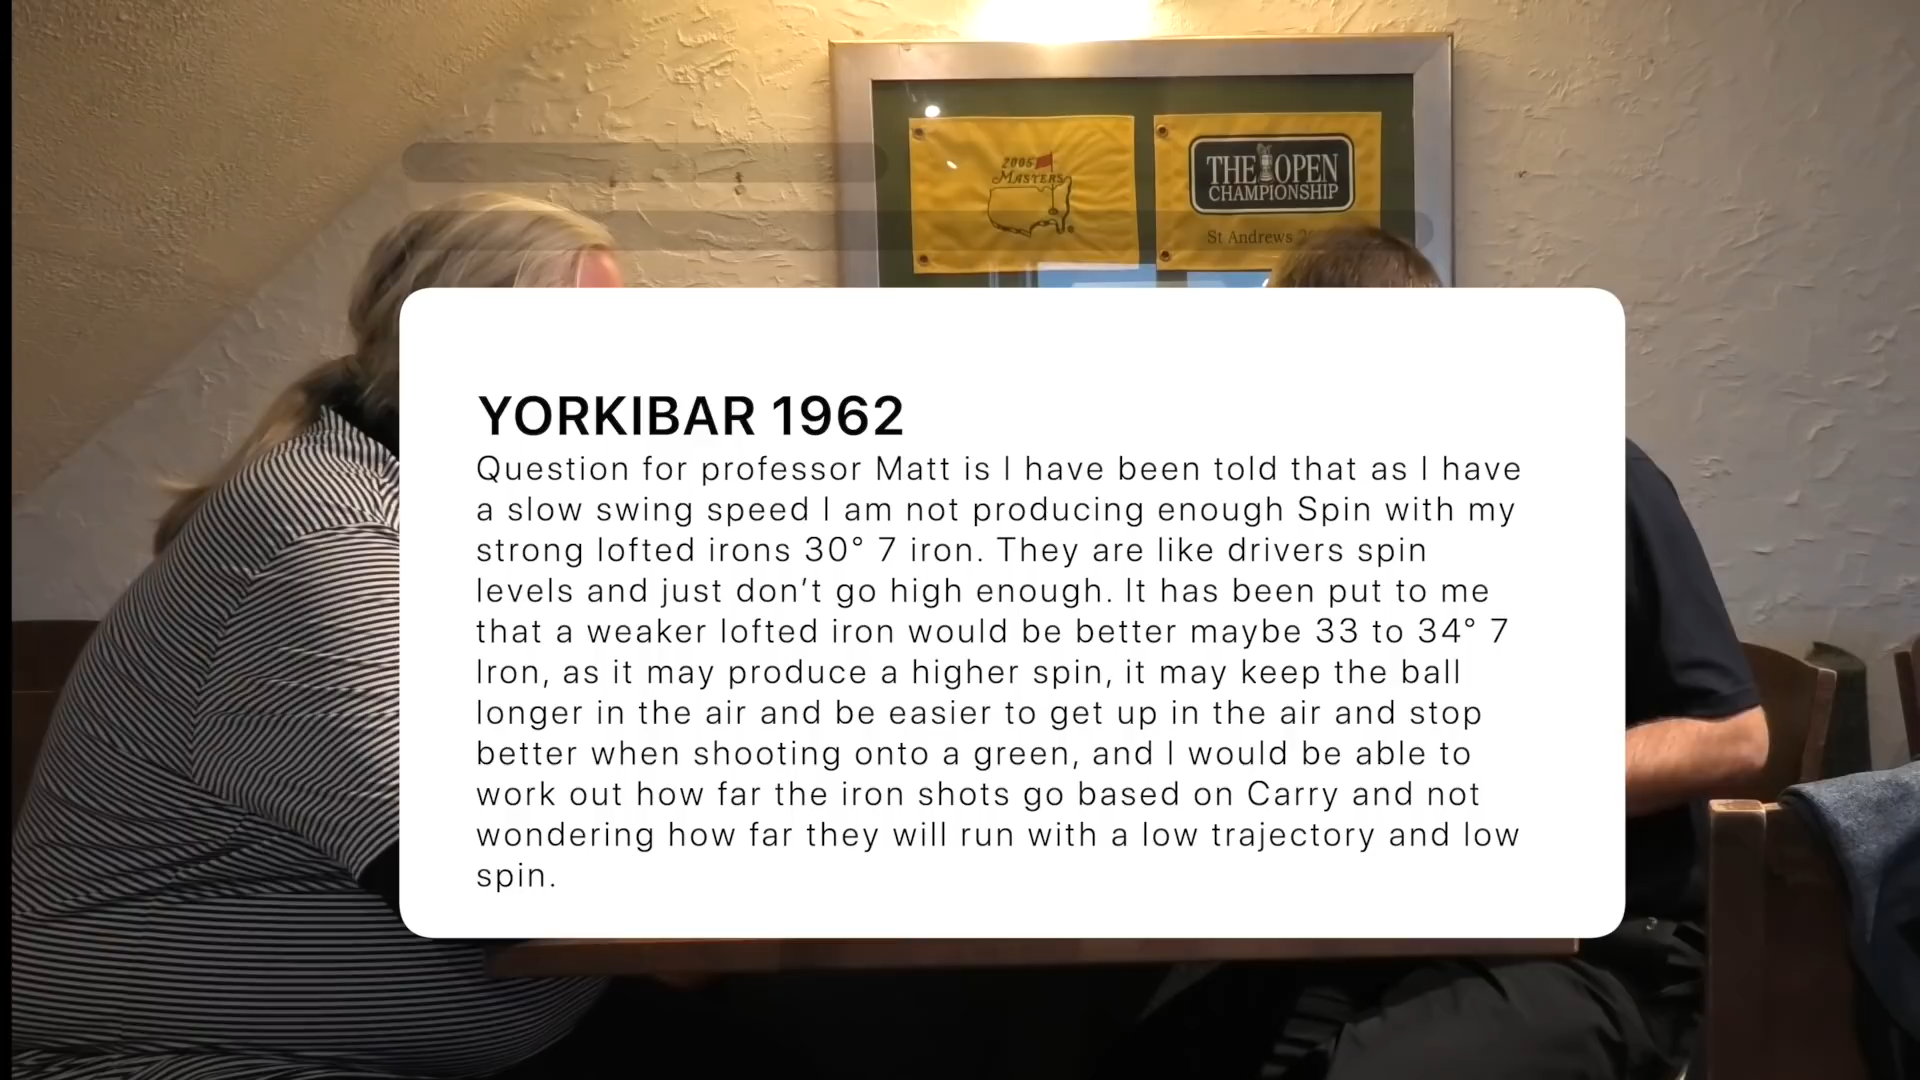 2005
MASTERS
THE OPEN
CHAMPIONSHIP
St Andrews
YORKIBAR 1962
Question for professor Matt is I have been told that as I have
a slow swing speed I am not producing enough Spin with my
strong lofted irons 30° 7 iron. They are like drivers spin
levels and just don’t go high enough. It has been put to me
that a weaker lofted iron would be better maybe 33 to 34° 7
Iron, as it may produce a higher spin, it may keep the ball
longer in the air and be easier to get up in the air and stop
better when shooting onto a green, and I would be able to
work out how far the iron shots go based on Carry and not
wondering how far they will run with a low trajectory and low
spin.